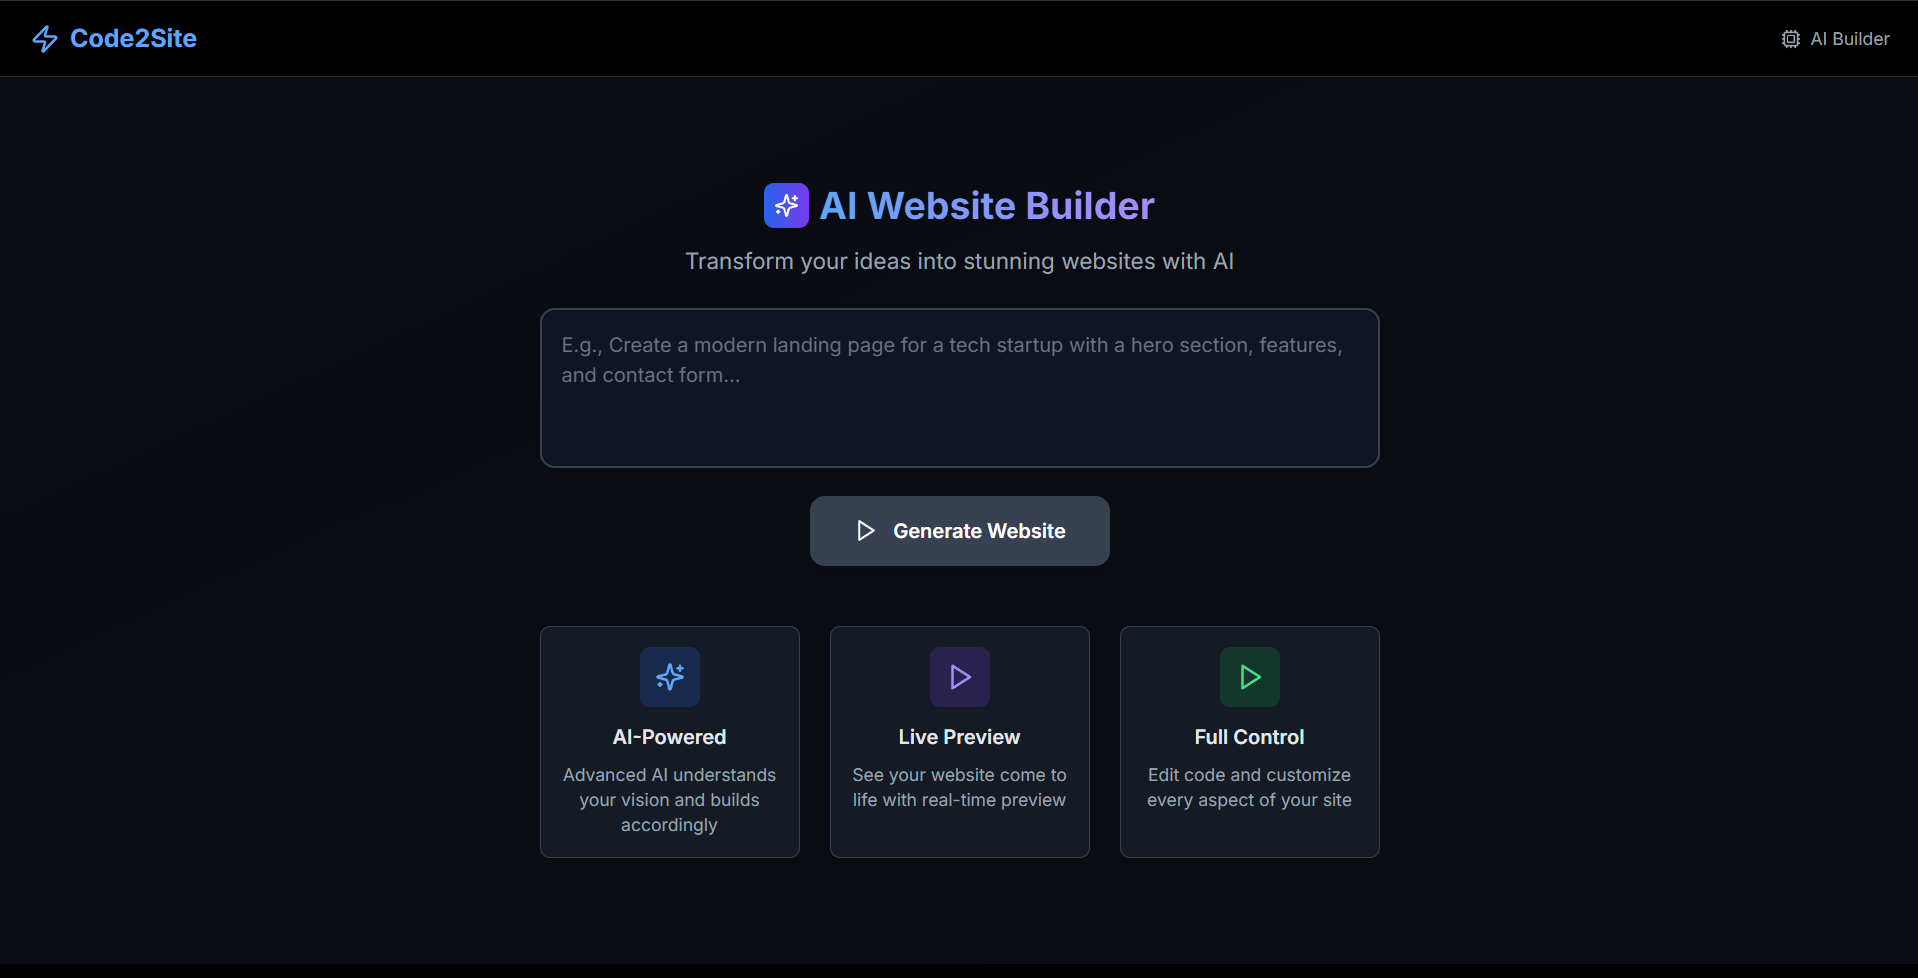 Code2Site
AI Builder
AI Website Builder
Transform your ideas into stunning websites with AI
E.g., Create a modern landing page for a tech startup with a hero section, features,
and contact form...
Generate Website
AI-Powered
Advanced AI understands
your vision and builds
accordingly
Live Preview
See your website come to
life with real-time preview
Full Control
Edit code and customize
every aspect of your site